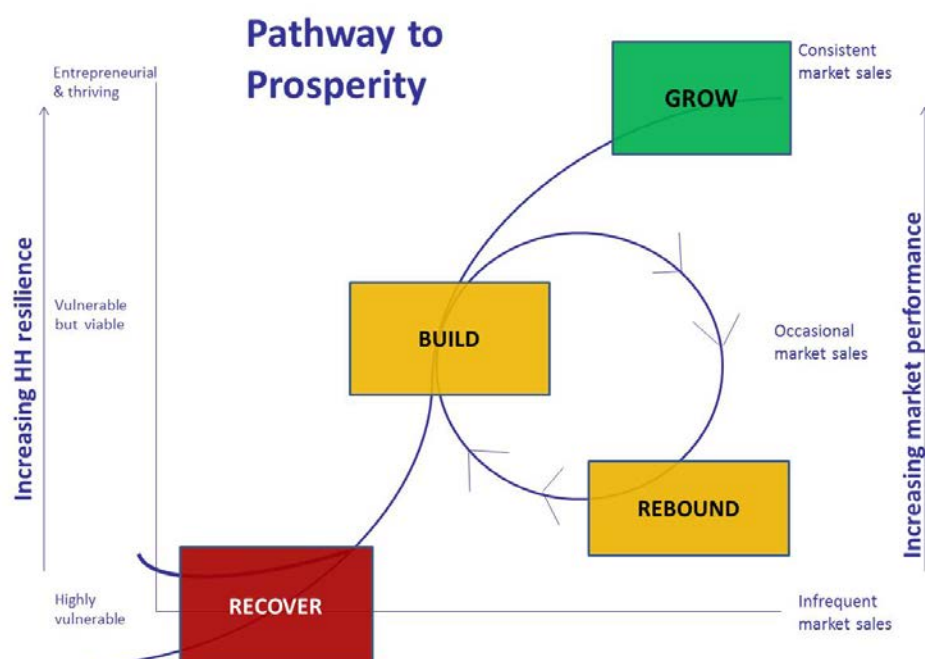 Pathway to
Prosperity
Entrepreneurial
& thriving
Consistent
market sales
GROW
Increasing HH resilience
Vulnerable
but viable
BUILD
Occasional
market sales
Increasing market performance
REBOUND
Highly
vulnerable
RECOVER
Infrequent
market sales